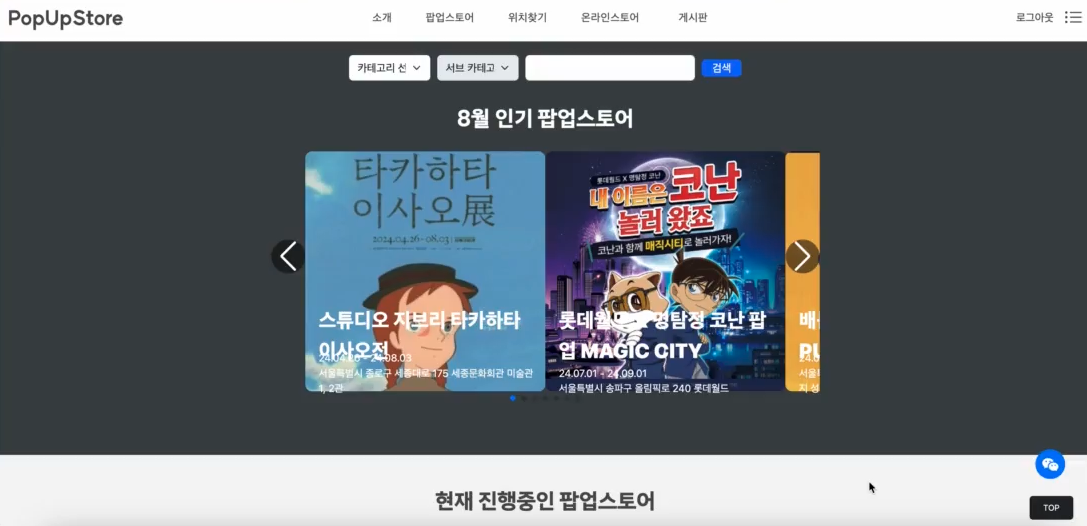 PopUpStore
소개 팝업스토어 위치찾기 온라인스토어 게시판
로그아웃
카테고리 선
서브 카테고
검색
8월 인기 팝업스토어
타카하타
이사오展
2024.04.26-08.03
스튜디오 지브리 타카하타
이사오전
24.04.26 - 24.08.03
서울특별시 종로구 세종대로 175 세종문화회관 미술관
1, 2관
롯데월드 X 명탐정 코난
내 이름은 코난
놀러 왔죠
코난과 함께 매직시티로 놀러가자!
롯데월드 X 명탐정 코난 팝
업 MAGIC CITY
24.07.01 - 24.09.01
서울특별시 송파구 올림픽로 240 롯데월드
지 성
현재 진행중인 팝업스토어
TOP